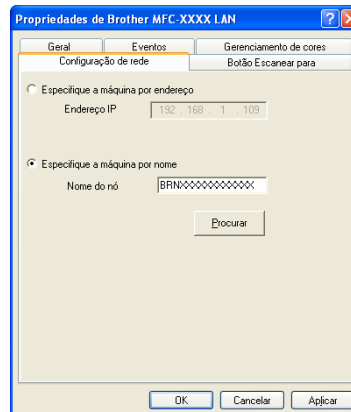 Propriedades de Brother MFC-XXXX LAN
Geral Eventos Gerenciamento de cores
Configuração de rede Botão Escanear para
Especifique a máquina por endereço
Endereço IP 192 . 168 . 1 . 109
Especifique a máquina por nome
Nome do nó BRNXXXXXXXXXXXX
Procurar
OK Cancelar Aplicar